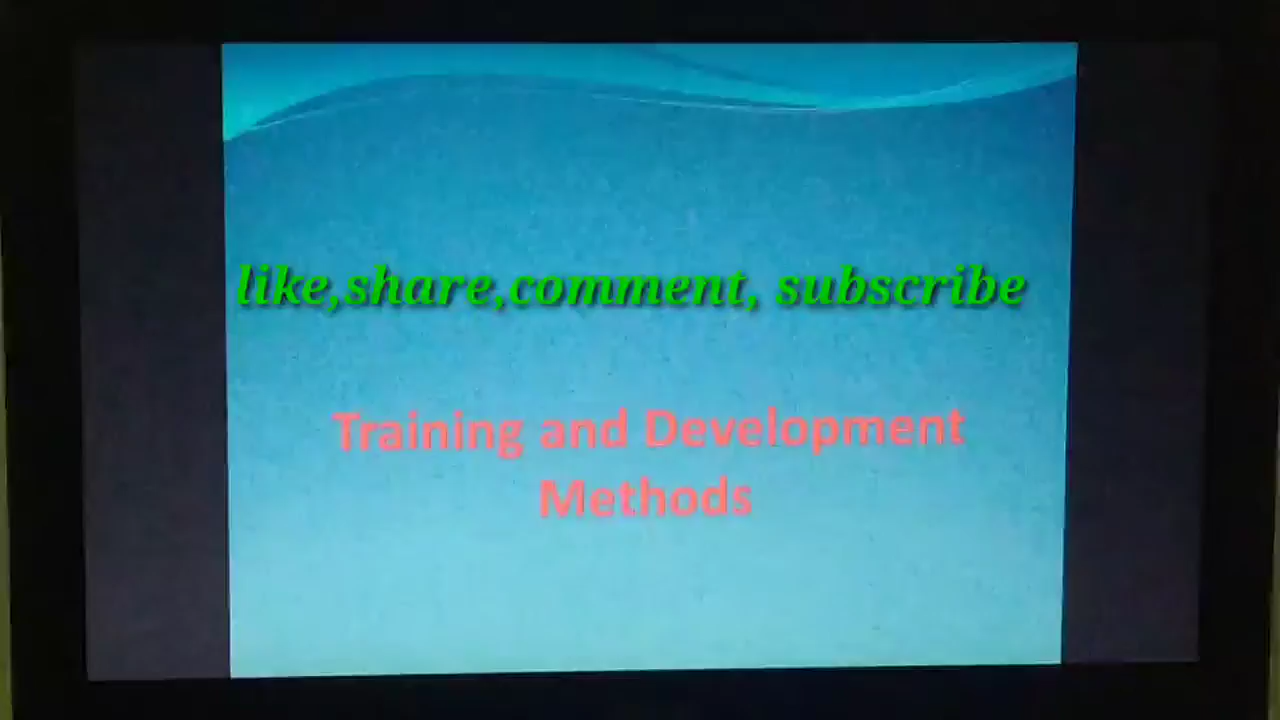 like,share,comment, subscribe
Training and Development
Methods